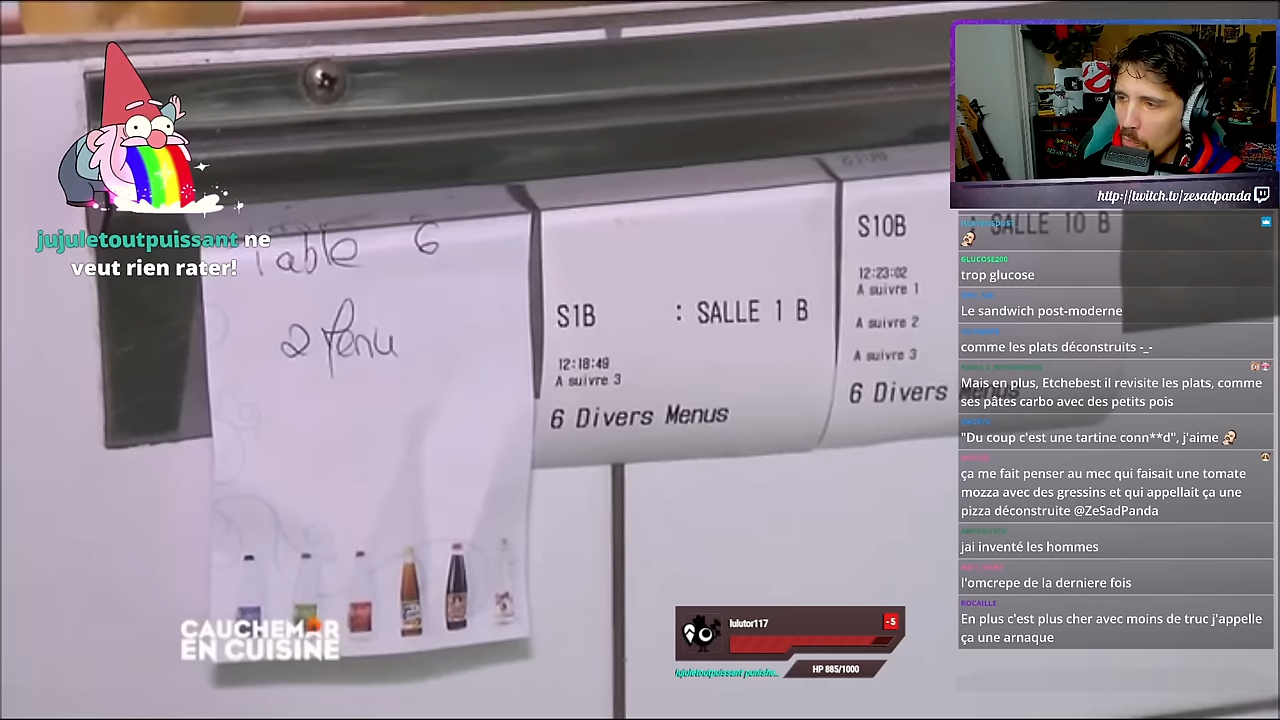 jujuletoutpuissant ne
veut rien rater!
Table 6
2 Menu
S1B : SALLE 1 B
12:18:49
A suivre 3
6 Divers Menus
S10B : SALLE 10 B
12:23:02
A suivre 1
A suivre 2
A suivre 3
6 Divers Menus
CAUCHEMAR
EN CUISINE
lulutor117
-5
HP 885/1000
http://twitch.tv/zesadpanda
GLUCOSE200
trop glucose
Le sandwich post-moderne
comme les plats déconstruits -_-
Mais en plus, Etchebest il revisite les plats, comme
ses pâtes carbo avec des petits pois
"Du coup c'est une tartine conn**d", j'aime
ça me fait penser au mec qui faisait une tomate
mozza avec des gressins et qui appellait ça une
pizza déconstruite @ZeSadPanda
jai inventé les hommes
l'omcrepe de la derniere fois
ROCAILLE
En plus c'est plus cher avec moins de truc j'appelle
ça une arnaque